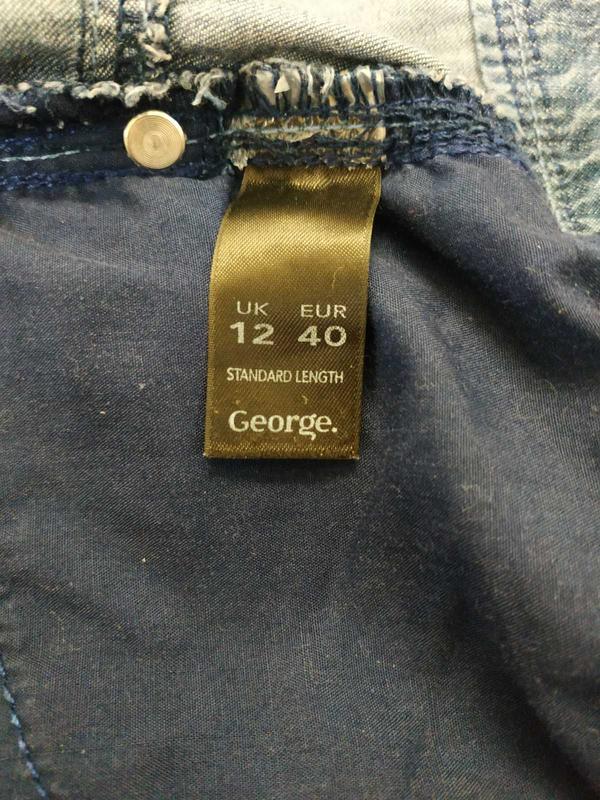 UK EUR
12 40
STANDARD LENGTH
George.